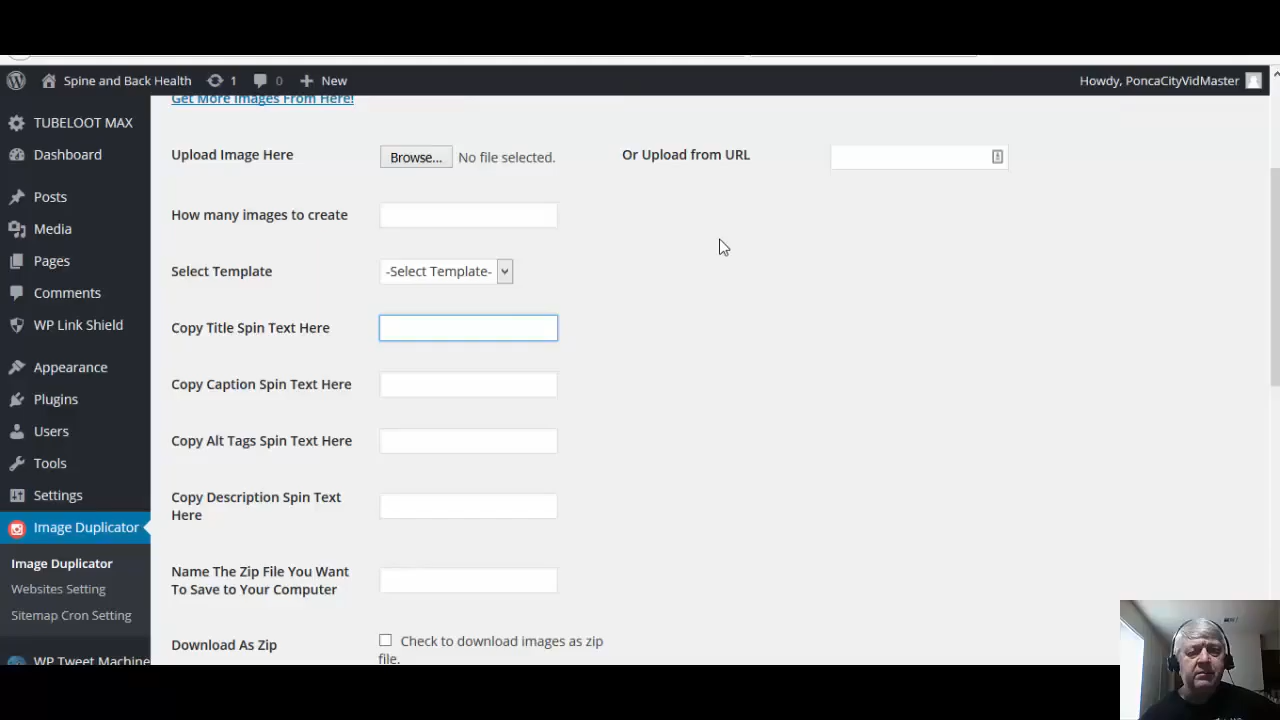 Spine and Back Health 1 0 New Howdy, PoncaCityVidMaster
TUBELOOT MAX
Dashboard
Posts
Media
Pages
Comments
WP Link Shield
Appearance
Plugins
Users
Tools
Settings
Image Duplicator
Image Duplicator
Websites Setting
Sitemap Cron Setting
WP Tweet Machine
Get More Images From Here!
Upload Image Here Browse... No file selected. Or Upload from URL
How many images to create
Select Template -Select Template-
Copy Title Spin Text Here
Copy Caption Spin Text Here
Copy Alt Tags Spin Text Here
Copy Description Spin Text
Here
Name The Zip File You Want
To Save to Your Computer
Download As Zip Check to download images as zip
file.